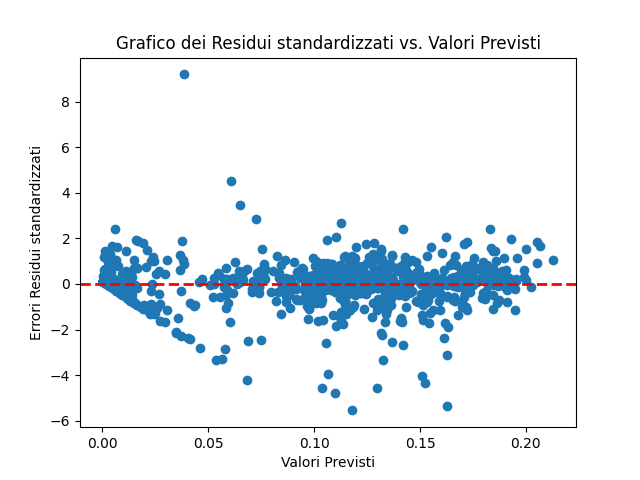 Grafico dei Residui standardizzati vs. Valori Previsti
Errori Residui standardizzati
8
6
4
2
0
−2
−4
−6
0.00 0.05 0.10 0.15 0.20
Valori Previsti